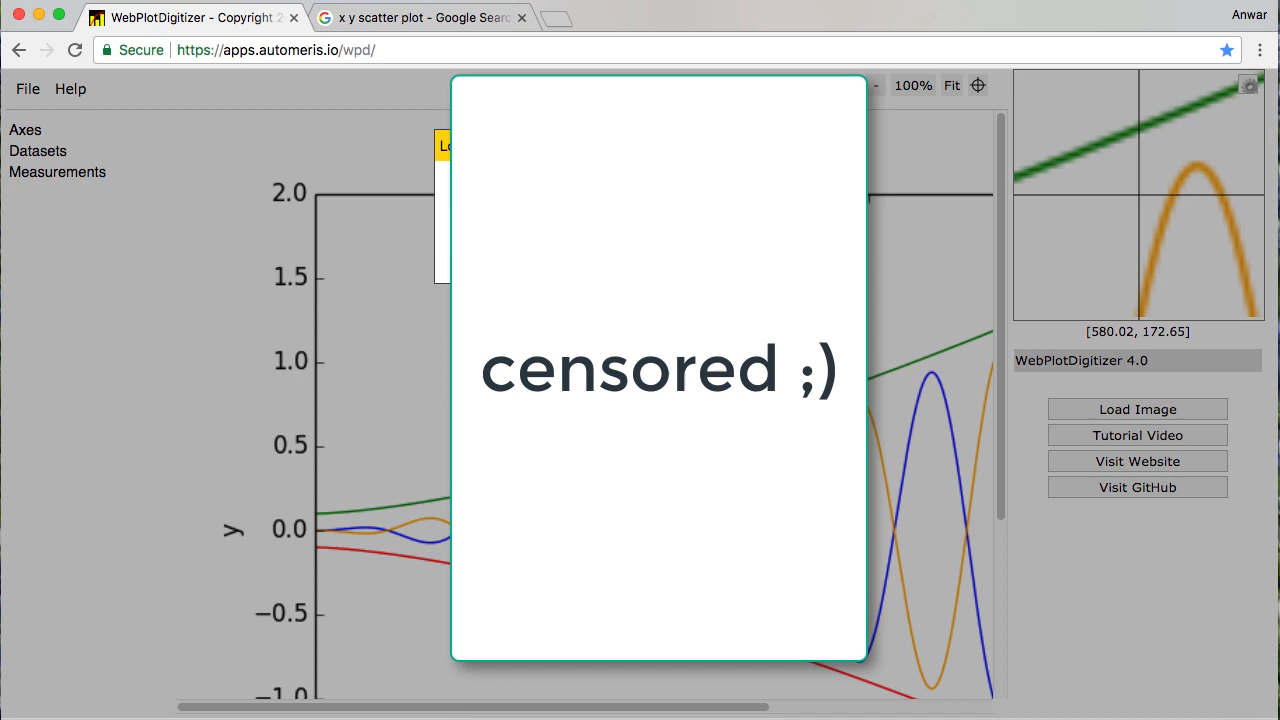 WebPlotDigitizer - Copyright 2
x y scatter plot - Google Searc
Anwar
Secure
https://apps.automeris.io/wpd/
File Help
- 100% Fit
Axes
Datasets
Measurements
2.0
1.5
1.0
0.5
y
0.0
−0.5
−1.0
censored ;)
[580.02, 172.65]
WebPlotDigitizer 4.0
Load Image
Tutorial Video
Visit Website
Visit GitHub